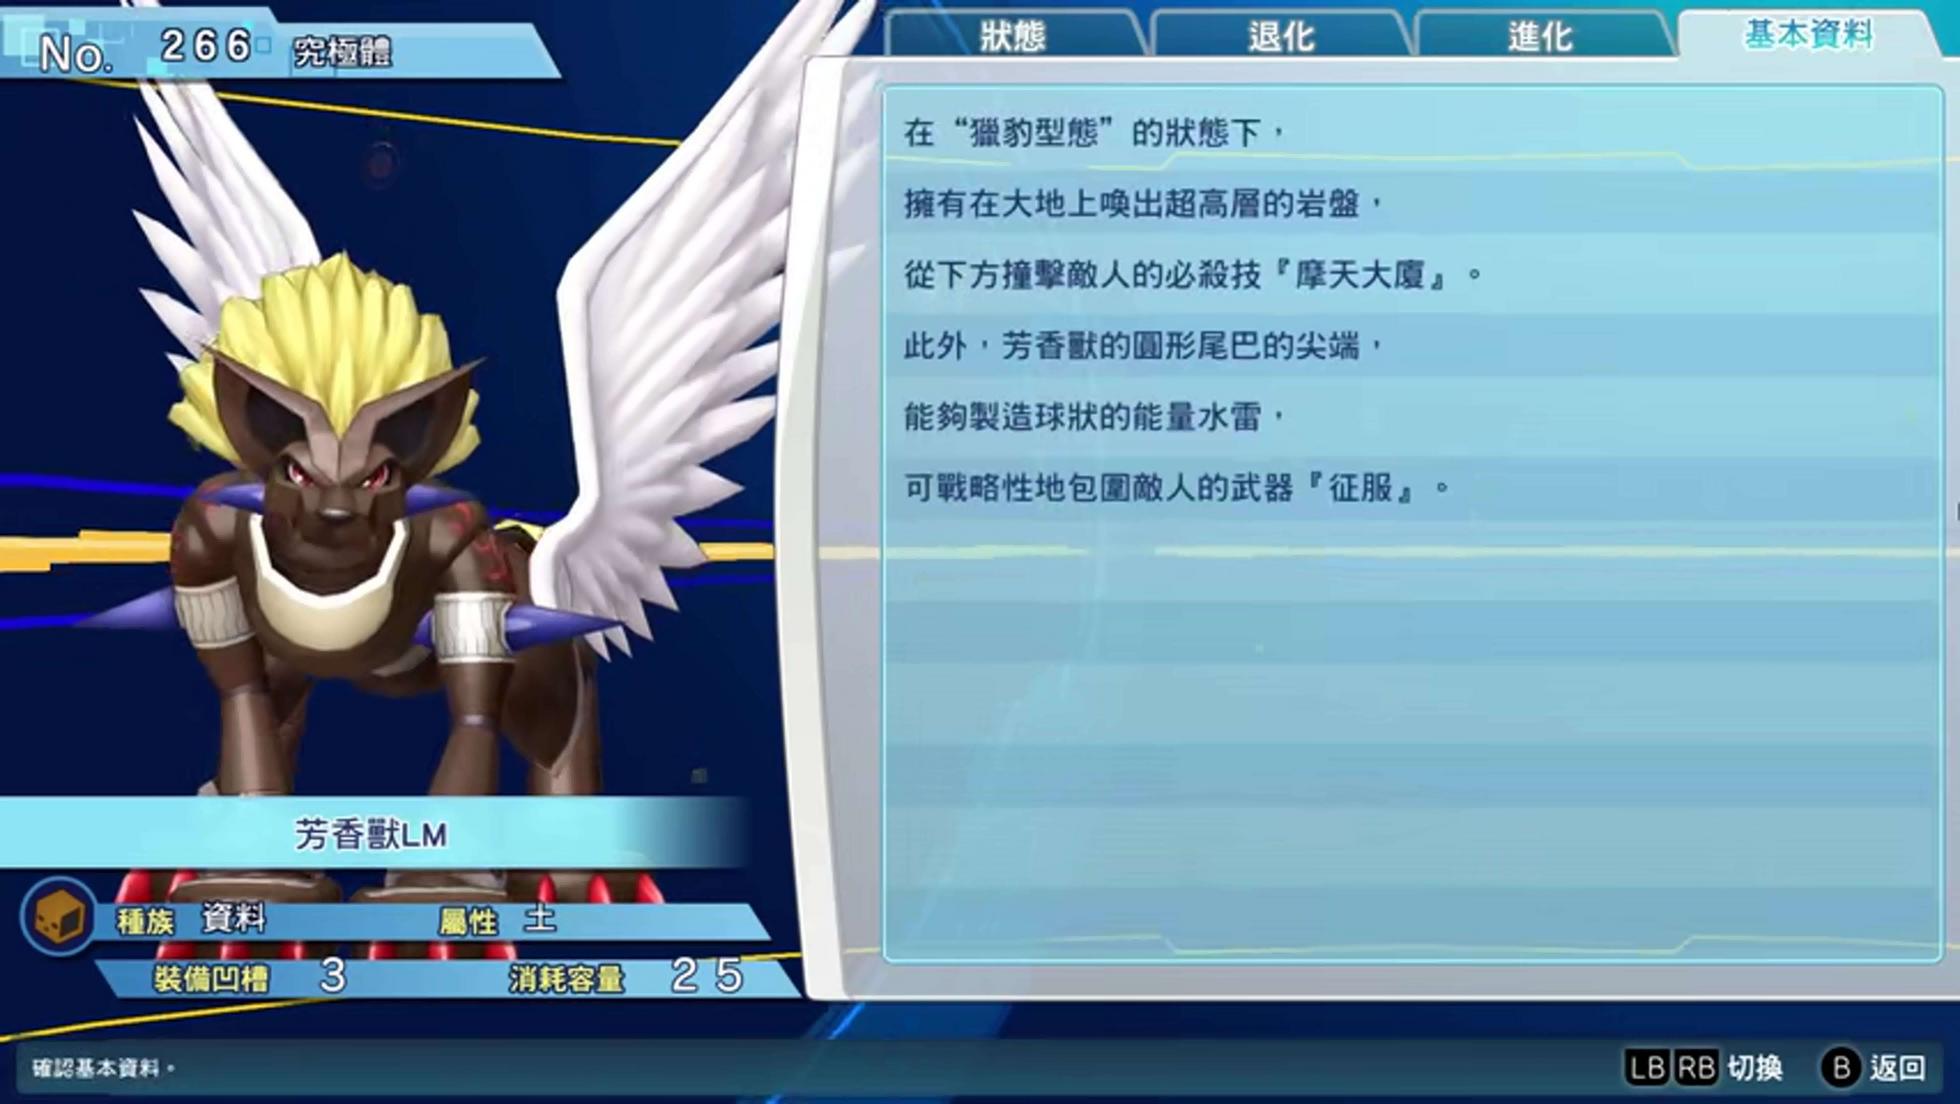 No. 266 究極體
狀態 退化 進化 基本資料
在“獵豹型態”的狀態下，
擁有在大地上喚出超高層的岩盤，
從下方撞擊敵人的必殺技『摩天大廈』。
此外，芳香獸的圓形尾巴的尖端，
能夠製造球狀的能量水雷，
可戰略性地包圍敵人的武器『征服』。
芳香獸LM
種族 資料 屬性 土
裝備凹槽 3 消耗容量 25
確認基本資料。
LB RB 切換 B 返回